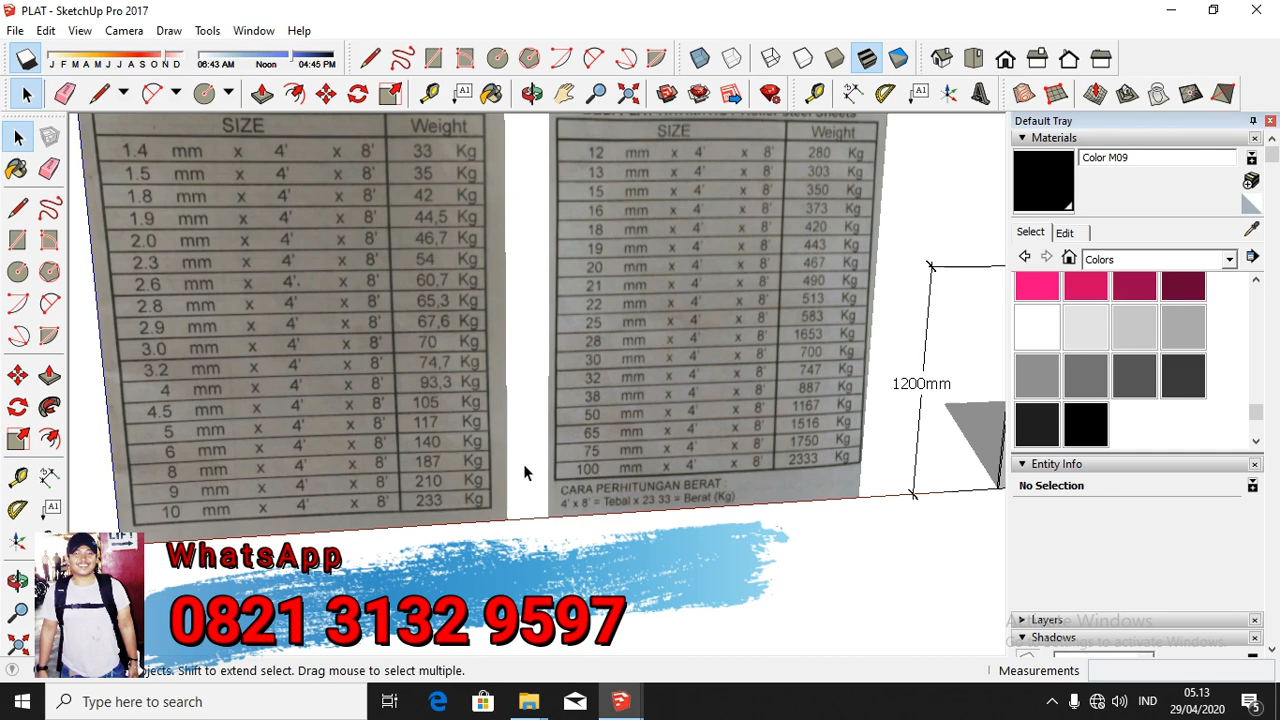 PLAT - SketchUp Pro 2017
File Edit View Camera Draw Tools Window Help
J F M A M J J A S O N D 06:43 AM Noon 04:45 PM
Default Tray
Materials
Color M09
Select Edit
Colors
Entity Info
No Selection
Layers
Shadows
SIZE Weight
1.4 mm x 4' x 8' 33 Kg
1.5 mm x 4' x 8' 35 Kg
1.8 mm x 4' x 8' 42 Kg
1.9 mm x 4' x 8' 44,5 Kg
2.0 mm x 4' x 8' 46,7 Kg
2.3 mm x 4' x 8' 54 Kg
2.6 mm x 4' x 8' 60,7 Kg
2.8 mm x 4' x 8' 65,3 Kg
2.9 mm x 4' x 8' 67,6 Kg
3.0 mm x 4' x 8' 70 Kg
3.2 mm x 4' x 8' 74,7 Kg
4 mm x 4' x 8' 93,3 Kg
4.5 mm x 4' x 8' 105 Kg
5 mm x 4' x 8' 117 Kg
6 mm x 4' x 8' 140 Kg
8 mm x 4' x 8' 187 Kg
9 mm x 4' x 8' 210 Kg
10 mm x 4' x 8' 233 Kg
SIZE Weight
12 mm x 4' x 8' 280 Kg
13 mm x 4' x 8' 303 Kg
15 mm x 4' x 8' 350 Kg
16 mm x 4' x 8' 373 Kg
18 mm x 4' x 8' 420 Kg
19 mm x 4' x 8' 443 Kg
20 mm x 4' x 8' 467 Kg
21 mm x 4' x 8' 490 Kg
22 mm x 4' x 8' 513 Kg
25 mm x 4' x 8' 583 Kg
28 mm x 4' x 8' 1653 Kg
30 mm x 4' x 8' 700 Kg
32 mm x 4' x 8' 747 Kg
38 mm x 4' x 8' 887 Kg
50 mm x 4' x 8' 1167 Kg
65 mm x 4' x 8' 1516 Kg
75 mm x 4' x 8' 1750 Kg
100 mm x 4' x 8' 2333 Kg
CARA PERHITUNGAN BERAT :
4' x 8' = Tebal x 23 33 = Berat (Kg)
1200mm
WhatsApp
0821 3132 9597
Activate Windows
Go to Settings to activate Windows.
objects. Shift to extend select. Drag mouse to select multiple.
Measurements
Type here to search
IND
05.13
29/04/2020
5